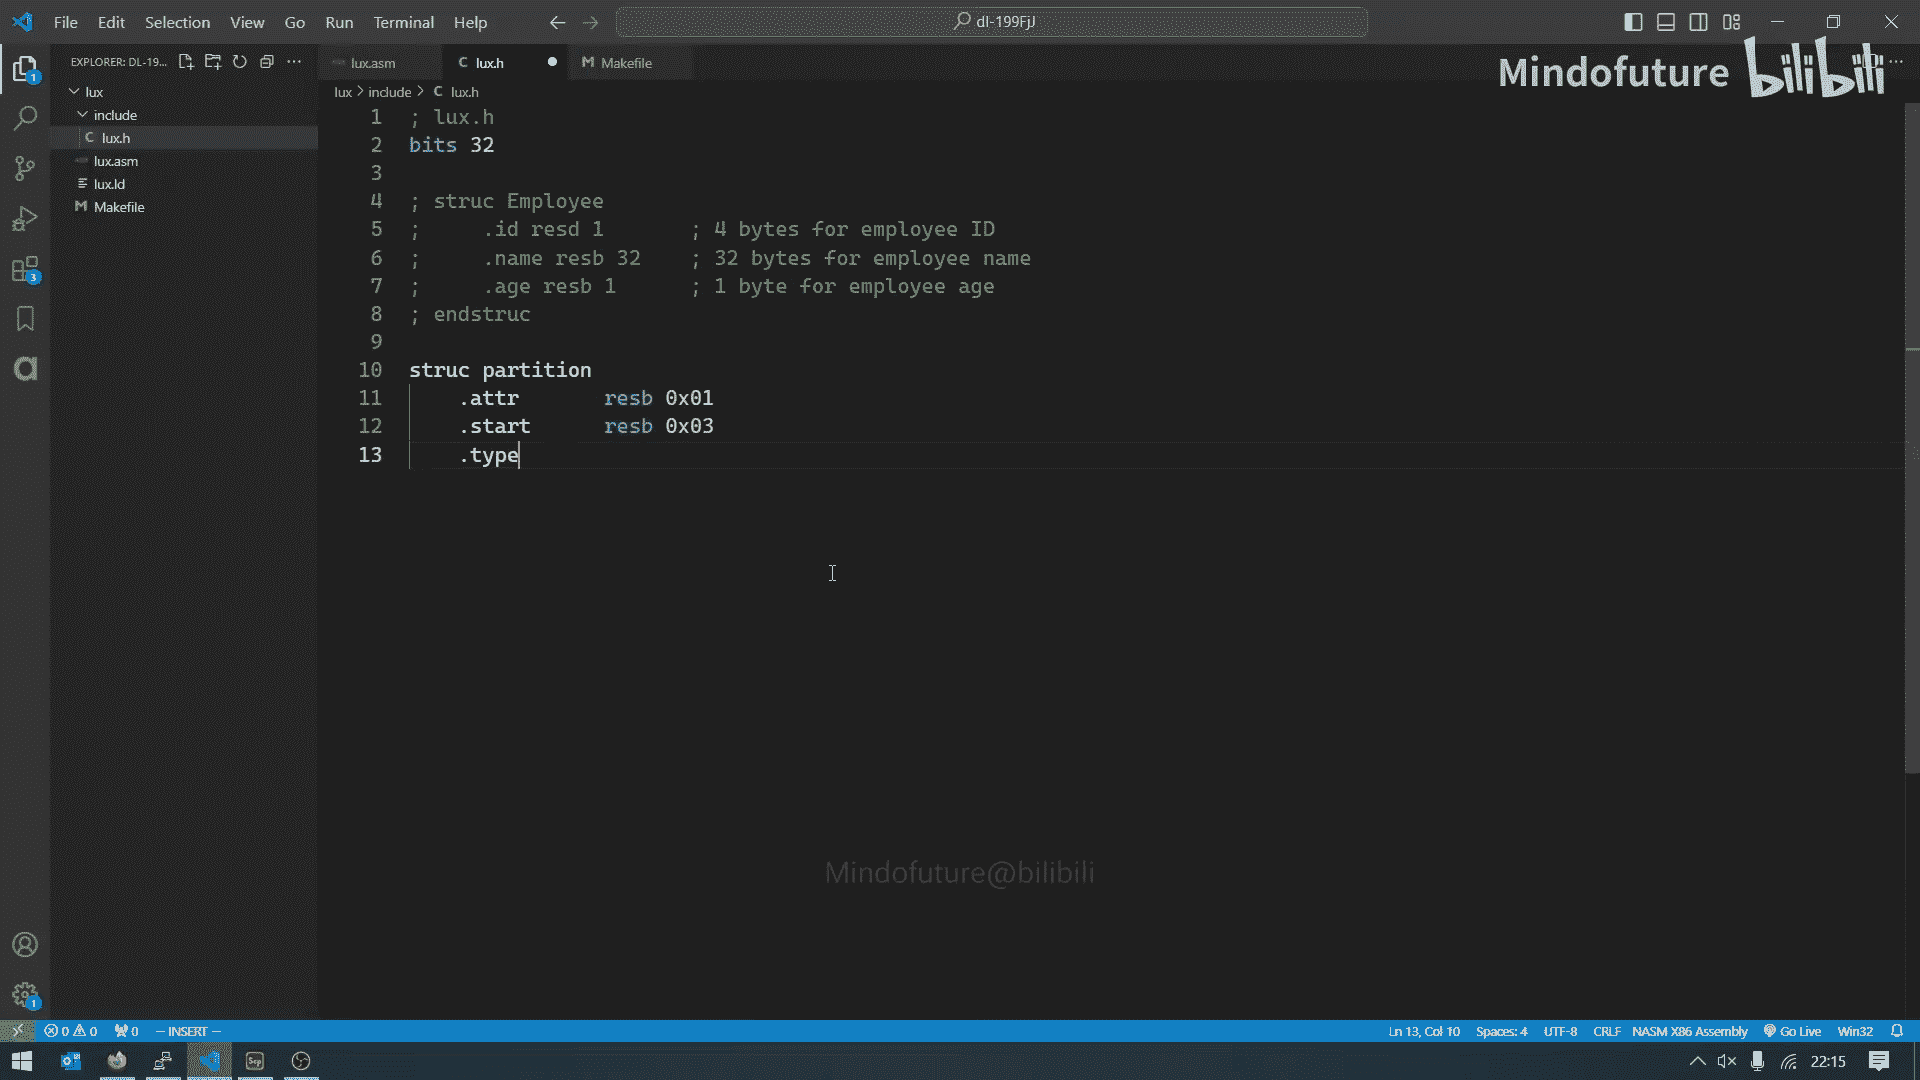 File Edit Selection View Go Run Terminal Help
dl-199FjJ
EXPLORER: DL-19...
lux.asm
lux.h
Makefile
Mindofuture bilibili
lux
include
lux.h
lux.asm
lux.ld
Makefile
lux > include > C lux.h
1 ; lux.h
2 bits 32
3
4 ; struc Employee
5 ; .id resd 1 ; 4 bytes for employee ID
6 ; .name resb 32 ; 32 bytes for employee name
7 ; .age resb 1 ; 1 byte for employee age
8 ; endstruc
9
10 struc partition
11 .attr resb 0x01
12 .start resb 0x03
13 .type
Mindofuture@bilibili
0 0 0 -- INSERT -- Ln 13, Col 10 Spaces: 4 UTF-8 CRLF NASM X86 Assembly Go Live Win32
22:15